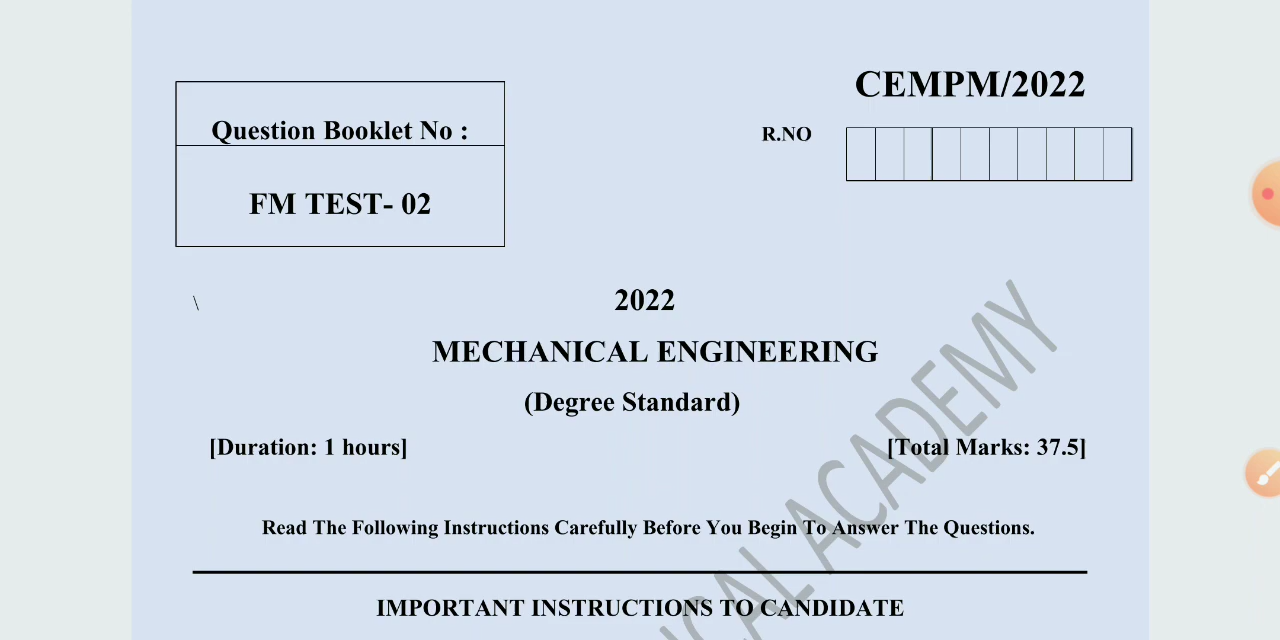 CEMPM/2022
Question Booklet No :
R.NO
FM TEST- 02
\
2022
MECHANICAL ENGINEERING
(Degree Standard)
[Duration: 1 hours]
[Total Marks: 37.5]
Read The Following Instructions Carefully Before You Begin To Answer The Questions.
IMPORTANT INSTRUCTIONS TO CANDIDATE
ACADEMY